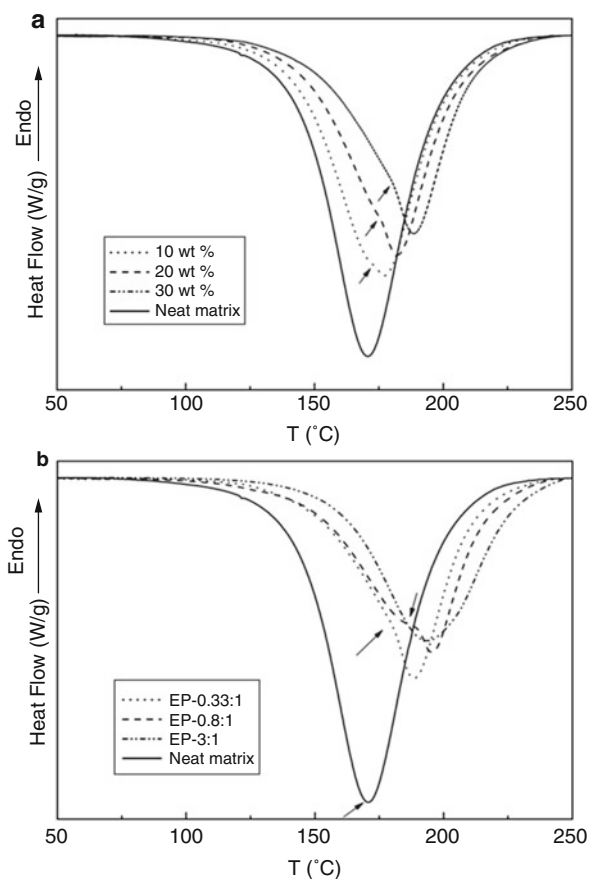 a
Heat Flow (W/g)
Endo
10 wt %
20 wt %
30 wt %
Neat matrix
50 100 150 200 250
T (˚C)
b
Heat Flow (W/g)
Endo
EP-0.33:1
EP-0.8:1
EP-3:1
Neat matrix
50 100 150 200 250
T (˚C)